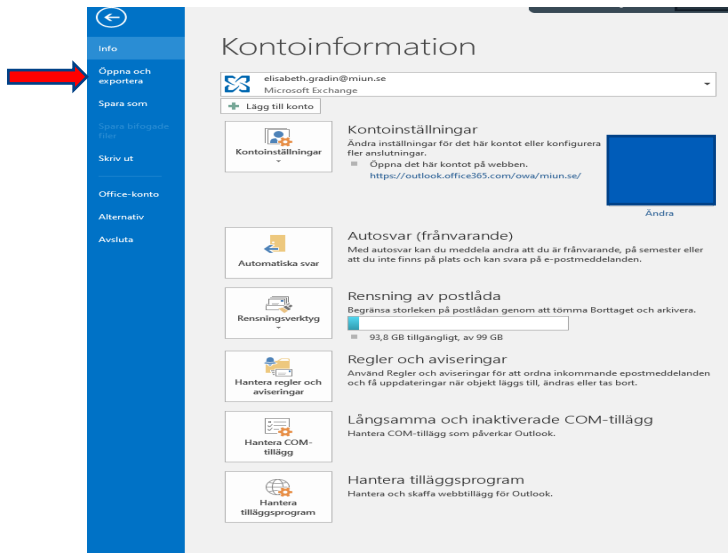 Info
Öppna och
exportera
Spara som
Spara bifogade
filer
Skriv ut
Office-konto
Alternativ
Avsluta
Kontoinformation
elisabeth.gradin@miun.se
Microsoft Exchange
Lägg till konto
Kontoinställningar
Kontoinställningar
Ändra inställningar för det här kontot eller konfigurera
fler anslutningar.
Öppna det här kontot på webben.
https://outlook.office365.com/owa/miun.se/
Ändra
Automatiska svar
Autosvar (frånvarande)
Med autosvar kan du meddela andra att du är frånvarande, på semester eller
att du inte finns på plats och kan svara på e-postmeddelanden.
Rensningsverktyg
Rensning av postlåda
Begränsa storleken på postlådan genom att tömma Borttaget och arkivera.
93,8 GB tillgängligt, av 99 GB
Hantera regler och
aviseringar
Regler och aviseringar
Använd Regler och aviseringar för att ordna inkommande epostmeddelanden
och få uppdateringar när objekt läggs till, ändras eller tas bort.
Hantera COM-
tillägg
Långsamma och inaktiverade COM-tillägg
Hantera COM-tillägg som påverkar Outlook.
Hantera
tilläggsprogram
Hantera tilläggsprogram
Hantera och skaffa webbtillägg för Outlook.